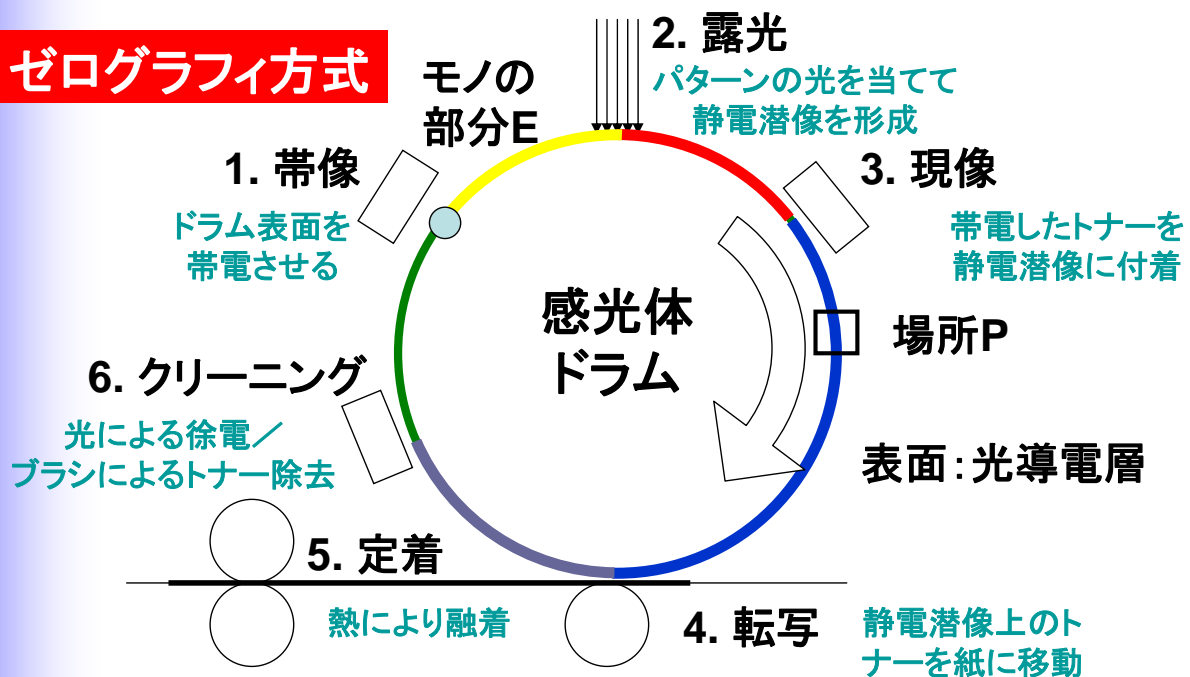 ゼログラフィ方式
モノの
部分E
2. 露光
パターンの光を当てて
静電潜像を形成
1. 帯像
ドラム表面を
帯電させる
3. 現像
帯電したトナーを
静電潜像に付着
感光体
ドラム
場所P
6. クリーニング
光による徐電／
ブラシによるトナー除去
表面：光導電層
5. 定着
熱により融着
4. 転写
静電潜像上のト
ナーを紙に移動